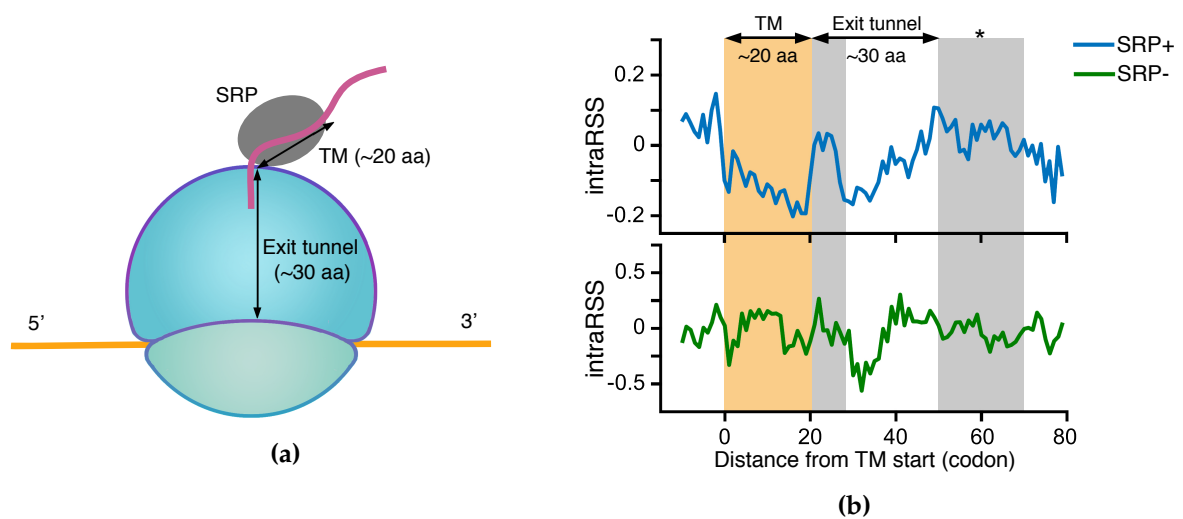 SRP
TM (~20 aa)
Exit tunnel
(~30 aa)
5’
3’
(a)
TM
Exit tunnel
*
~20 aa
~30 aa
SRP+
SRP-
intraRSS
0.2
0
-0.2
intraRSS
0.5
0
-0.5
0 20 40 60 80
Distance from TM start (codon)
(b)